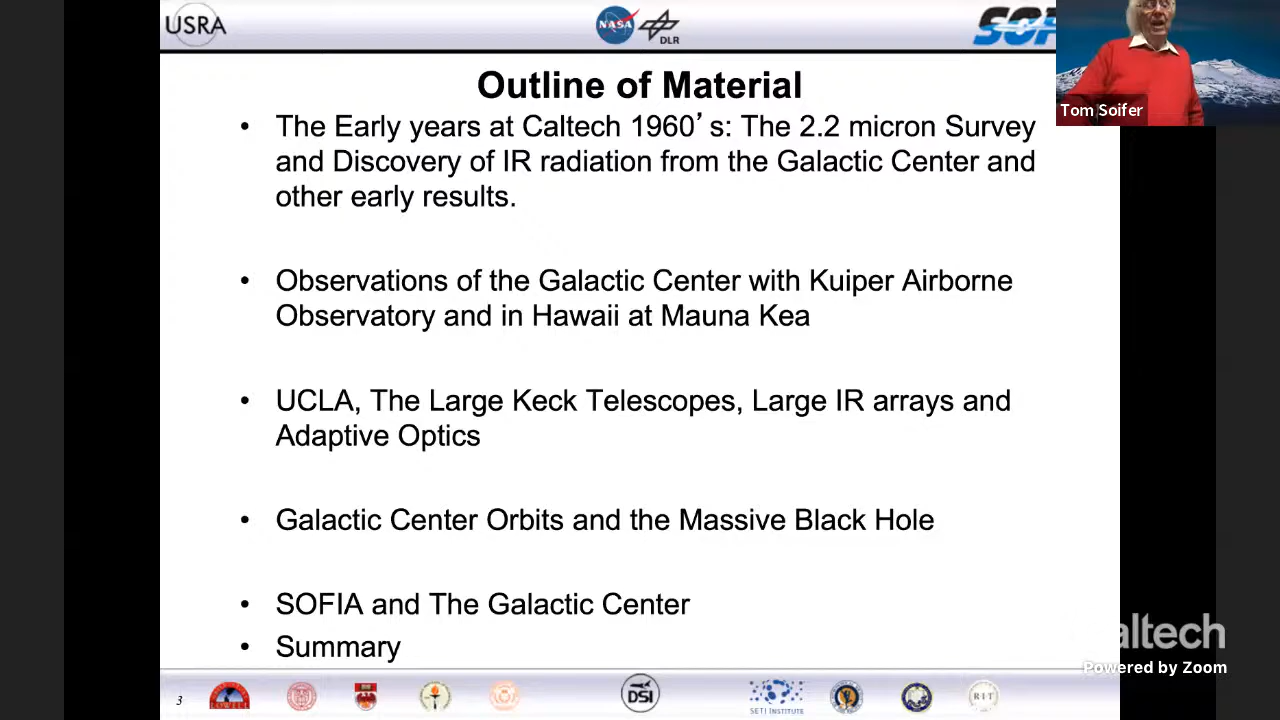 USRA
NASA
DLR
Tom Soifer
Outline of Material
• The Early years at Caltech 1960’s: The 2.2 micron Survey
and Discovery of IR radiation from the Galactic Center and
other early results.
• Observations of the Galactic Center with Kuiper Airborne
Observatory and in Hawaii at Mauna Kea
• UCLA, The Large Keck Telescopes, Large IR arrays and
Adaptive Optics
• Galactic Center Orbits and the Massive Black Hole
• SOFIA and The Galactic Center
• Summary
altech
Powered by Zoom
3
LOWELL
DSI
SETI INSTITUTE
RIT